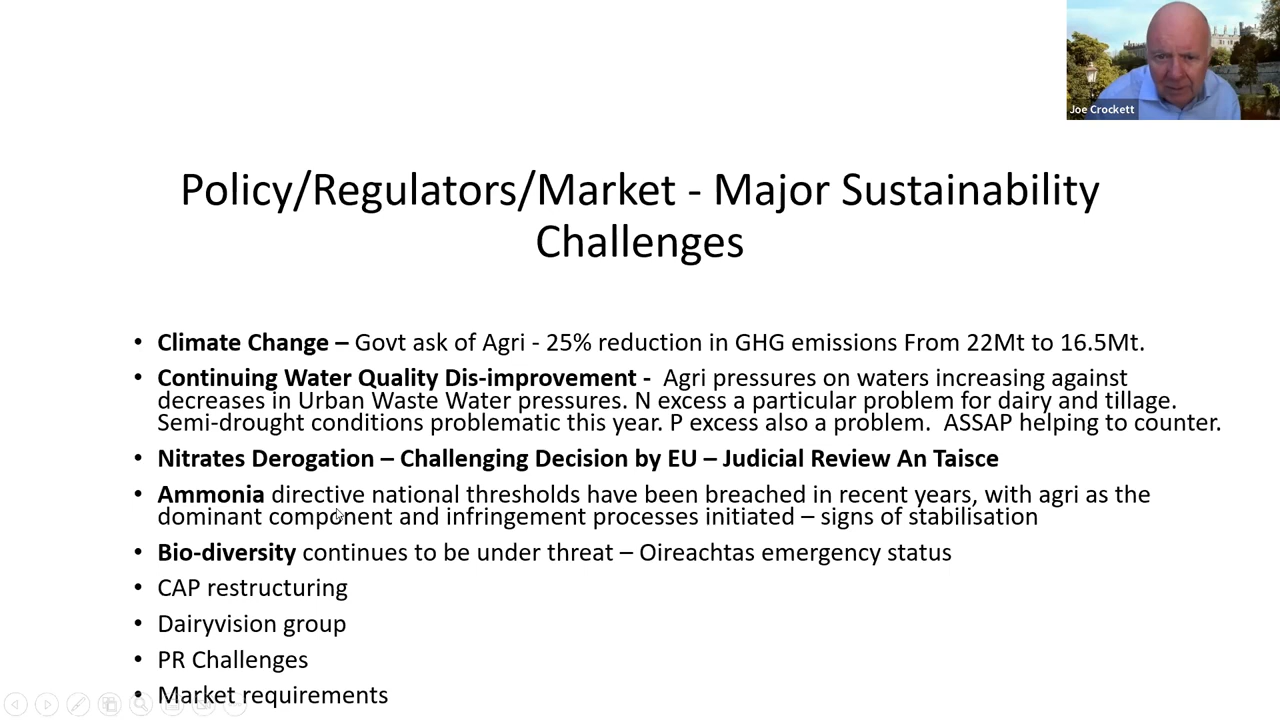 Joe Crockett
Policy/Regulators/Market - Major Sustainability
Challenges
• Climate Change – Govt ask of Agri - 25% reduction in GHG emissions From 22Mt to 16.5Mt.
• Continuing Water Quality Dis-improvement - Agri pressures on waters increasing against
decreases in Urban Waste Water pressures. N excess a particular problem for dairy and tillage.
Semi-drought conditions problematic this year. P excess also a problem. ASSAP helping to counter.
• Nitrates Derogation – Challenging Decision by EU – Judicial Review An Taisce
• Ammonia directive national thresholds have been breached in recent years, with agri as the
dominant component and infringement processes initiated – signs of stabilisation
• Bio-diversity continues to be under threat – Oireachtas emergency status
• CAP restructuring
• Dairyvision group
• PR Challenges
• Market requirements